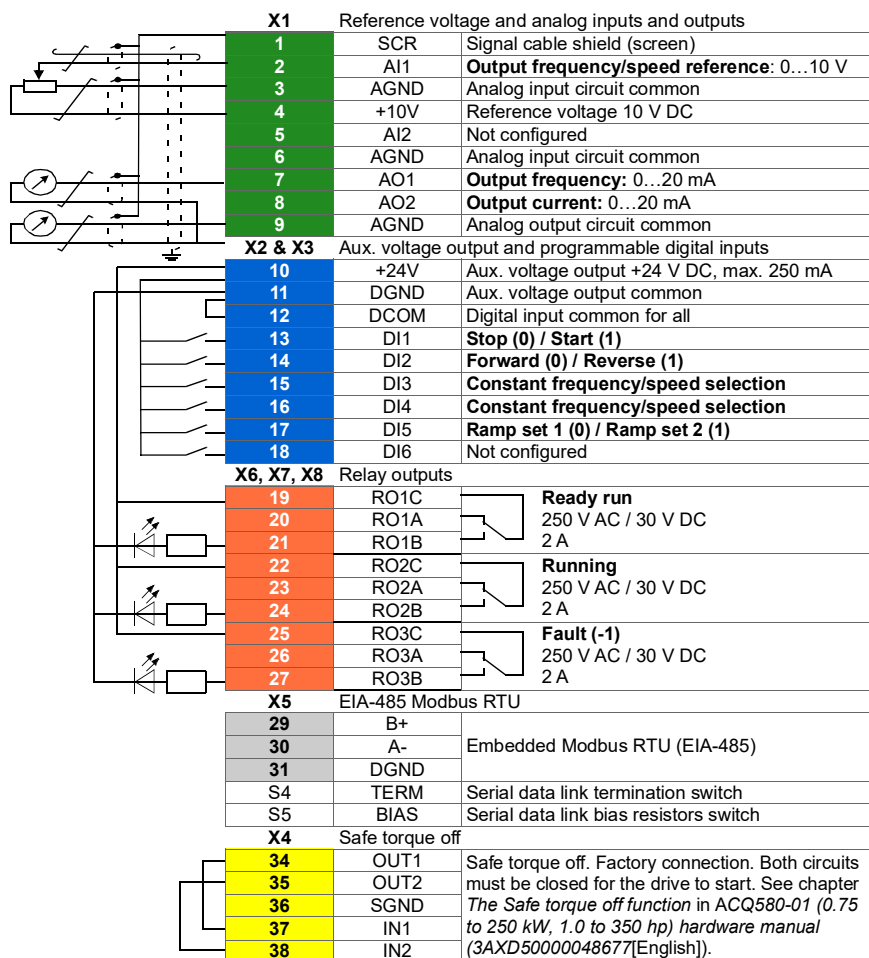 X1 Reference voltage and analog inputs and outputs
1 SCR Signal cable shield (screen)
2 AI1 Output frequency/speed reference: 0…10 V
3 AGND Analog input circuit common
4 +10V Reference voltage 10 V DC
5 AI2 Not configured
6 AGND Analog input circuit common
7 AO1 Output frequency: 0…20 mA
8 AO2 Output current: 0…20 mA
9 AGND Analog output circuit common
X2 & X3 Aux. voltage output and programmable digital inputs
10 +24V Aux. voltage output +24 V DC, max. 250 mA
11 DGND Aux. voltage output common
12 DCOM Digital input common for all
13 DI1 Stop (0) / Start (1)
14 DI2 Forward (0) / Reverse (1)
15 DI3 Constant frequency/speed selection
16 DI4 Constant frequency/speed selection
17 DI5 Ramp set 1 (0) / Ramp set 2 (1)
18 DI6 Not configured
X6, X7, X8 Relay outputs
19 RO1C Ready run
20 RO1A 250 V AC / 30 V DC
21 RO1B 2 A
22 RO2C Running
23 RO2A 250 V AC / 30 V DC
24 RO2B 2 A
25 RO3C Fault (-1)
26 RO3A 250 V AC / 30 V DC
27 RO3B 2 A
X5 EIA-485 Modbus RTU
29 B+
30 A- Embedded Modbus RTU (EIA-485)
31 DGND
S4 TERM Serial data link termination switch
S5 BIAS Serial data link bias resistors switch
X4 Safe torque off
34 OUT1 Safe torque off. Factory connection. Both circuits
35 OUT2 must be closed for the drive to start. See chapter
36 SGND The Safe torque off function in ACQ580-01 (0.75
37 IN1 to 250 kW, 1.0 to 350 hp) hardware manual
38 IN2 (3AXD50000048677[English]).